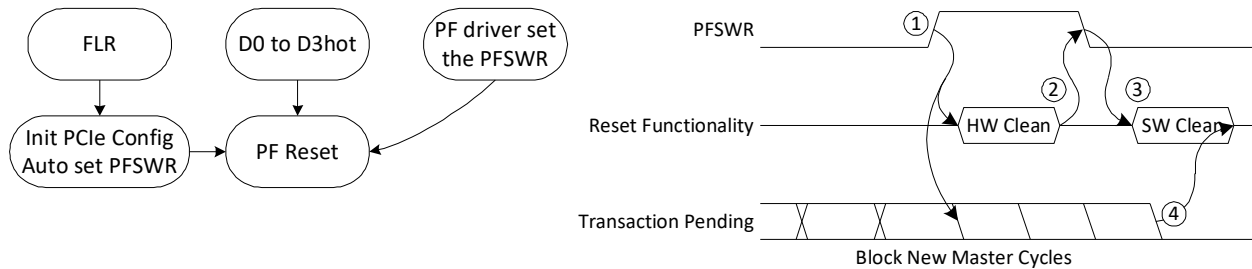 FLR
D0 to D3hot
PF driver set
the PFSWR
Init PCIe Config
Auto set PFSWR
PF Reset
PFSWR
1
Reset Functionality
HW Clean
2
3
SW Clean
Transaction Pending
4
Block New Master Cycles